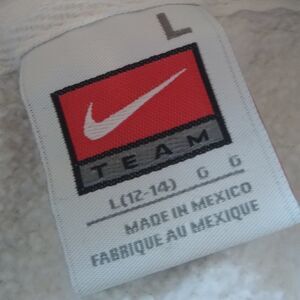 L
TEAM
L(12-14) G G
MADE IN MEXICO
FABRIQUE AU MEXIQUE